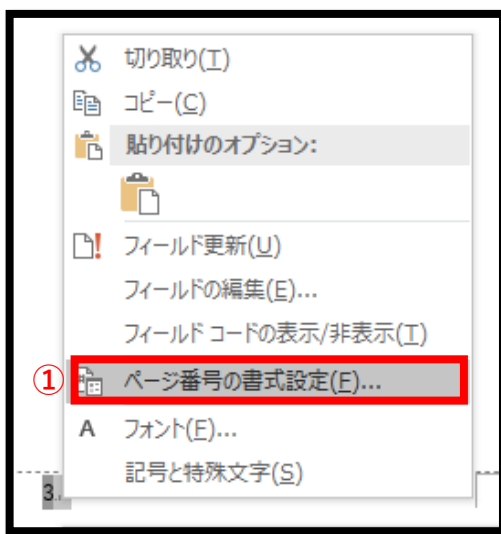 切り取り(T)
コピー(C)
貼り付けのオプション:
フィールド更新(U)
フィールドの編集(E)...
フィールド コードの表示/非表示(T)
① ページ番号の書式設定(F)...
A フォント(F)...
記号と特殊文字(S)
3